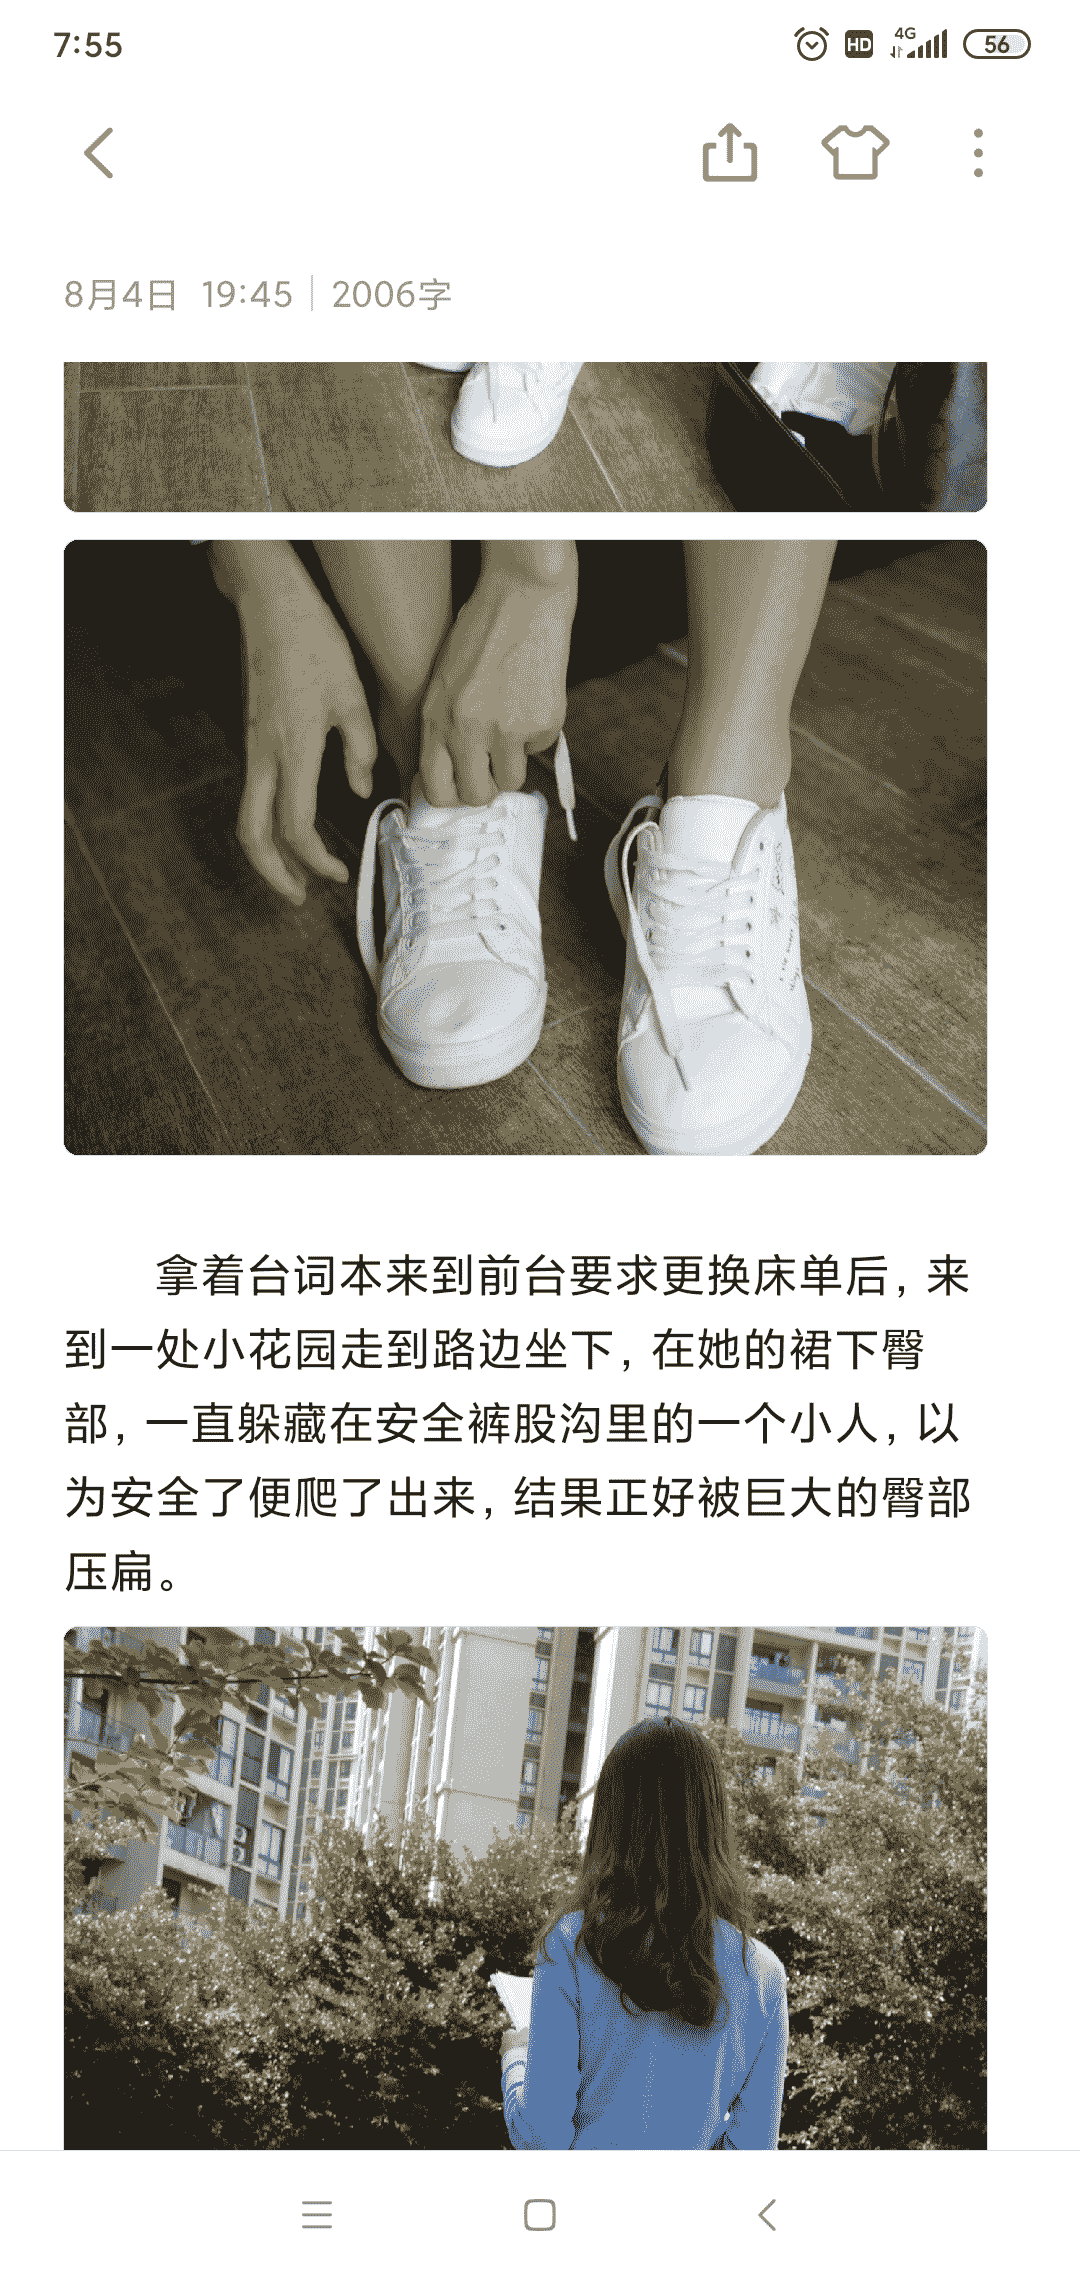 7:55
HD 4G 56
8月4日 19:45 | 2006字
拿着台词本来到前台要求更换床单后，来
到一处小花园走到路边坐下，在她的裙下臀
部，一直躲藏在安全裤股沟里的一个小人，以
为安全了便爬了出来，结果正好被巨大的臀部
压扁。